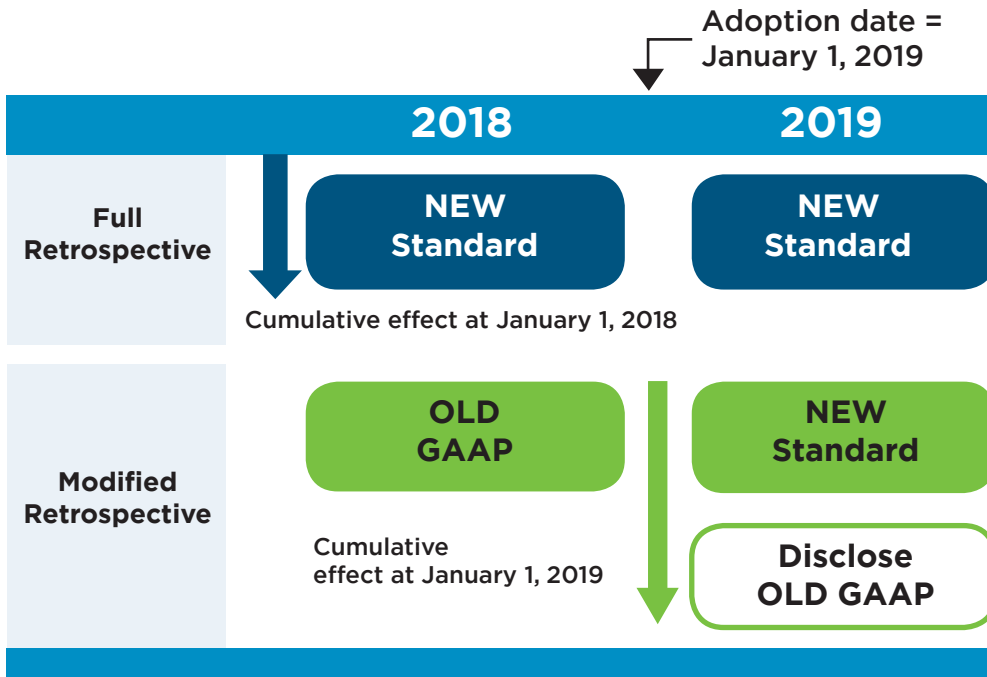 Adoption date =
January 1, 2019
2018 2019
Full
Retrospective
NEW
Standard
NEW
Standard
Cumulative effect at January 1, 2018
Modified
Retrospective
OLD
GAAP
NEW
Standard
Cumulative
effect at January 1, 2019
Disclose
OLD GAAP